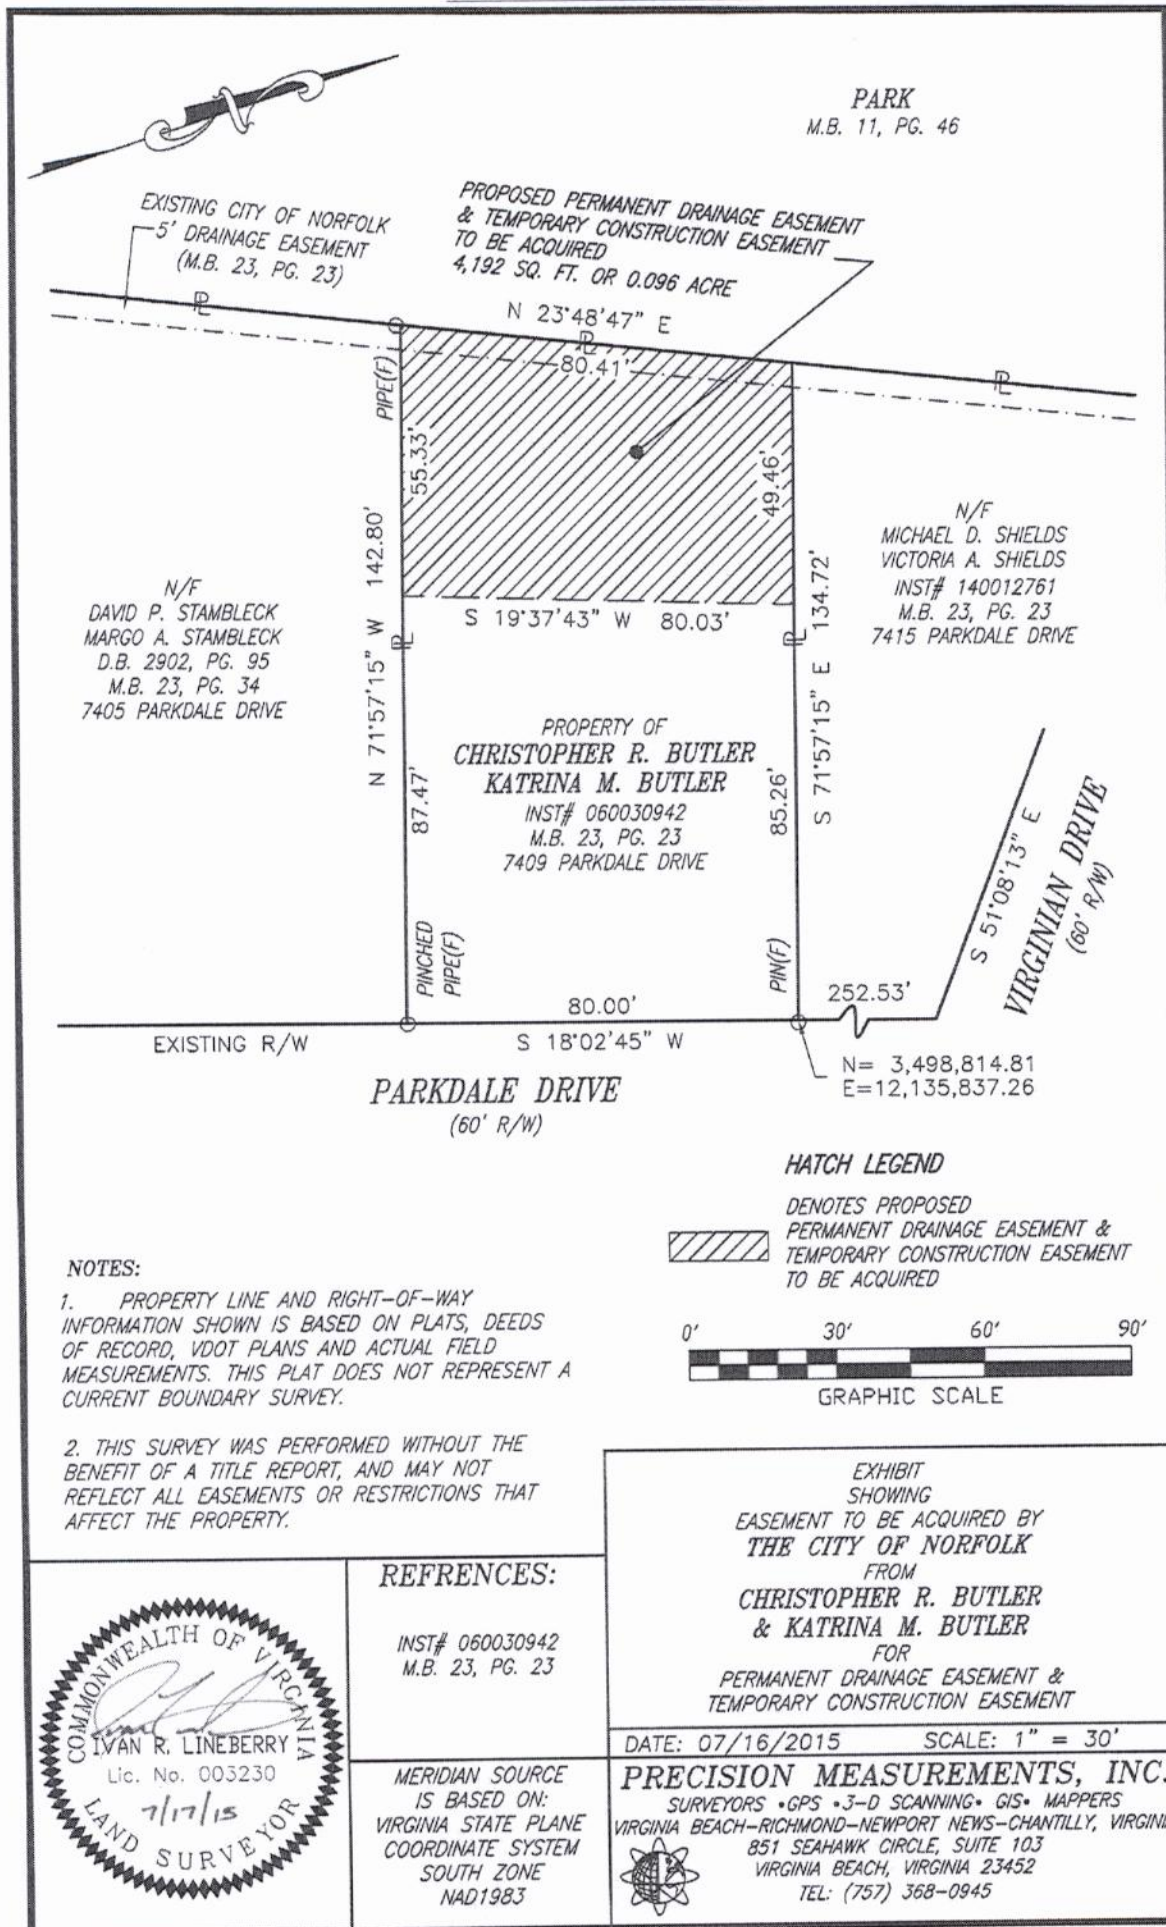 PARK
M.B. 11, PG. 46
EXISTING CITY OF NORFOLK
5' DRAINAGE EASEMENT
(M.B. 23, PG. 23)
PROPOSED PERMANENT DRAINAGE EASEMENT
& TEMPORARY CONSTRUCTION EASEMENT
TO BE ACQUIRED
4,192 SQ. FT. OR 0.096 ACRE
N 23°48'47" E
80.41'
PL
PL
PL
PIPE(F)
55.33'
49.46'
N 71°57'15" W 142.80'
S 71°57'15" E 134.72'
S 19°37'43" W 80.03'
PL
PL
N/F
DAVID P. STAMBLECK
MARGO A. STAMBLECK
D.B. 2902, PG. 95
M.B. 23, PG. 34
7405 PARKDALE DRIVE
N/F
MICHAEL D. SHIELDS
VICTORIA A. SHIELDS
INST# 140012761
M.B. 23, PG. 23
7415 PARKDALE DRIVE
PROPERTY OF
CHRISTOPHER R. BUTLER
KATRINA M. BUTLER
INST# 060030942
M.B. 23, PG. 23
7409 PARKDALE DRIVE
87.47'
85.26'
PINCHED
PIPE(F)
PIN(F)
S 51°08'13" E
VIRGINIAN DRIVE
(60' R/W)
80.00'
252.53'
EXISTING R/W
S 18°02'45" W
N= 3,498,814.81
E=12,135,837.26
PARKDALE DRIVE
(60' R/W)
HATCH LEGEND
DENOTES PROPOSED
PERMANENT DRAINAGE EASEMENT &
TEMPORARY CONSTRUCTION EASEMENT
TO BE ACQUIRED
0' 30' 60' 90'
GRAPHIC SCALE
NOTES:
1. PROPERTY LINE AND RIGHT-OF-WAY
INFORMATION SHOWN IS BASED ON PLATS, DEEDS
OF RECORD, VDOT PLANS AND ACTUAL FIELD
MEASUREMENTS. THIS PLAT DOES NOT REPRESENT A
CURRENT BOUNDARY SURVEY.
2. THIS SURVEY WAS PERFORMED WITHOUT THE
BENEFIT OF A TITLE REPORT, AND MAY NOT
REFLECT ALL EASEMENTS OR RESTRICTIONS THAT
AFFECT THE PROPERTY.
COMMONWEALTH OF VIRGINIA
IVAN R. LINEBERRY
Lic. No. 003230
7/17/15
LAND SURVEYOR
REFRENCES:
INST# 060030942
M.B. 23, PG. 23
MERIDIAN SOURCE
IS BASED ON:
VIRGINIA STATE PLANE
COORDINATE SYSTEM
SOUTH ZONE
NAD1983
EXHIBIT
SHOWING
EASEMENT TO BE ACQUIRED BY
THE CITY OF NORFOLK
FROM
CHRISTOPHER R. BUTLER
& KATRINA M. BUTLER
FOR
PERMANENT DRAINAGE EASEMENT &
TEMPORARY CONSTRUCTION EASEMENT
DATE: 07/16/2015 SCALE: 1" = 30'
PRECISION MEASUREMENTS, INC.
SURVEYORS •GPS •3-D SCANNING• GIS• MAPPERS
VIRGINIA BEACH-RICHMOND-NEWPORT NEWS-CHANTILLY, VIRGINI
851 SEAHAWK CIRCLE, SUITE 103
VIRGINIA BEACH, VIRGINIA 23452
TEL: (757) 368-0945